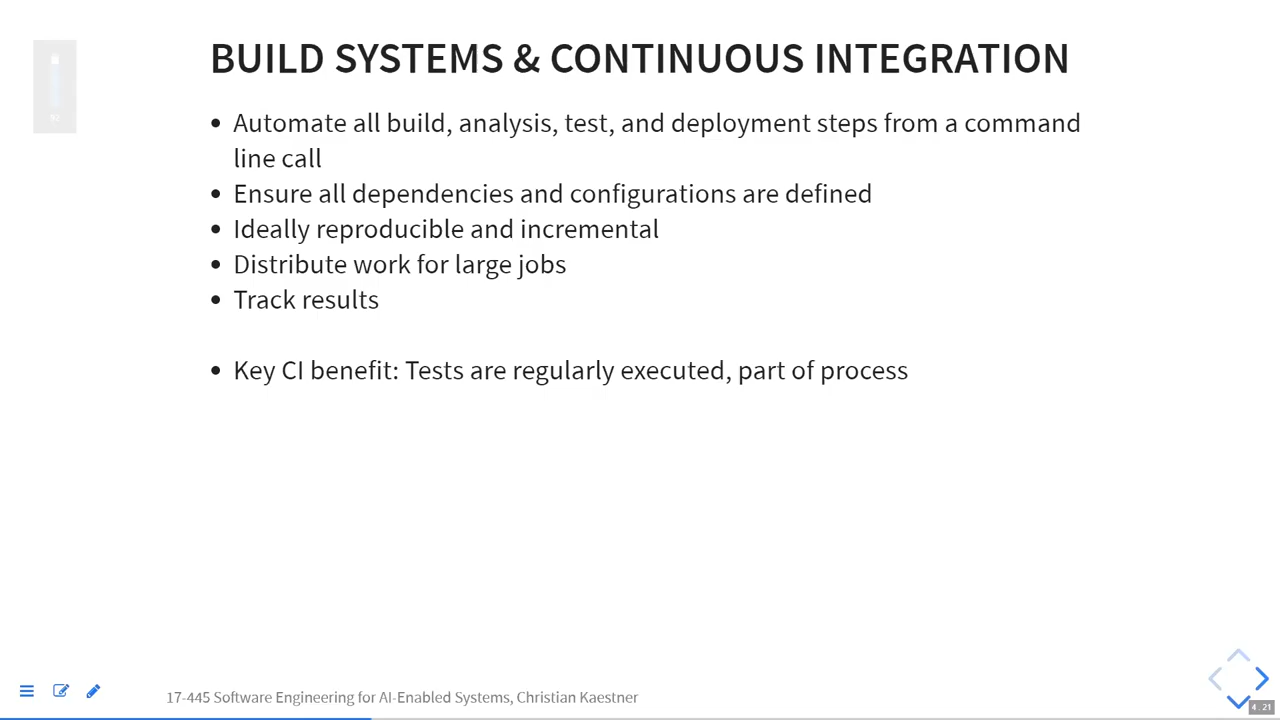 BUILD SYSTEMS & CONTINUOUS INTEGRATION
• Automate all build, analysis, test, and deployment steps from a command
line call
• Ensure all dependencies and configurations are defined
• Ideally reproducible and incremental
• Distribute work for large jobs
• Track results
• Key CI benefit: Tests are regularly executed, part of process
17-445 Software Engineering for AI-Enabled Systems, Christian Kaestner
4 : 21